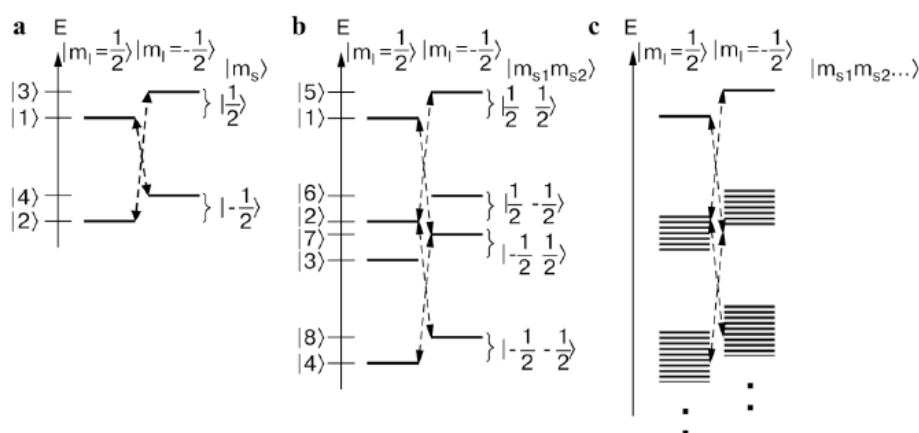 a
E
|m_I = 1/2⟩ |m_I = -1/2⟩
|m_s⟩
|3⟩
|1⟩
|1/2⟩
|4⟩
|2⟩
|-1/2⟩
b
E
|m_I = 1/2⟩ |m_I = -1/2⟩
|m_s1 m_s2⟩
|5⟩
|1⟩
|1/2 1/2⟩
|6⟩
|2⟩
|1/2 -1/2⟩
|7⟩
|3⟩
|-1/2 1/2⟩
|8⟩
|4⟩
|-1/2 -1/2⟩
c
E
|m_I = 1/2⟩ |m_I = -1/2⟩
|m_s1 m_s2 ...⟩